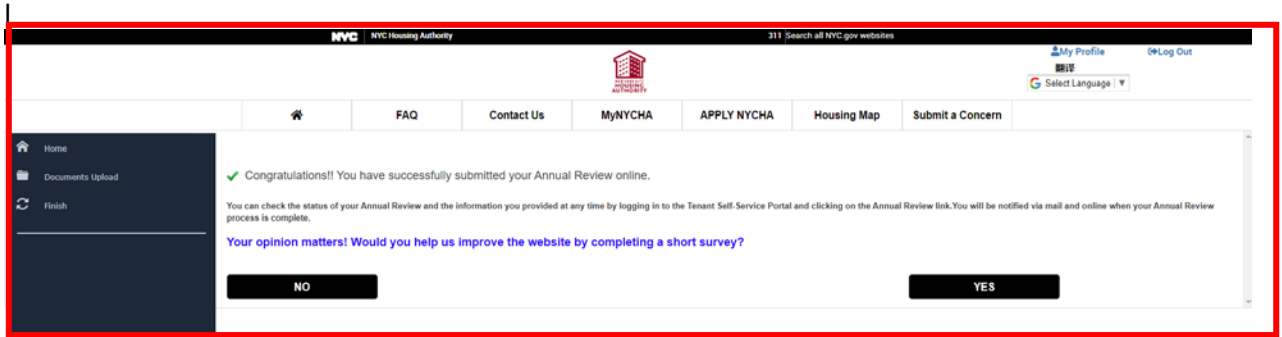 NYC NYC Housing Authority 311 Search all NYC.gov websites
My Profile Log Out
翻译
G Select Language ▼
NEW YORK CITY
HOUSING
AUTHORITY
FAQ Contact Us MyNYCHA APPLY NYCHA Housing Map Submit a Concern
Home
Documents Upload
Finish
Congratulations!! You have successfully submitted your Annual Review online.
You can check the status of your Annual Review and the information you provided at any time by logging in to the Tenant Self-Service Portal and clicking on the Annual Review link.You will be notified via mail and online when your Annual Review
process is complete.
Your opinion matters! Would you help us improve the website by completing a short survey?
NO YES